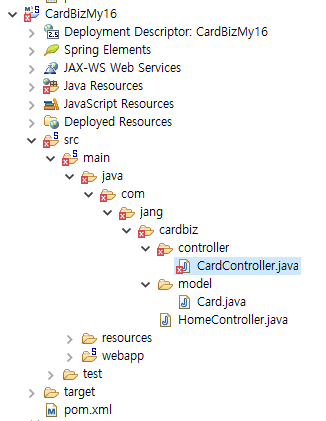 CardBizMy16
Deployment Descriptor: CardBizMy16
Spring Elements
JAX-WS Web Services
Java Resources
JavaScript Resources
Deployed Resources
src
main
java
com
jang
cardbiz
controller
CardController.java
model
Card.java
HomeController.java
resources
webapp
test
target
pom.xml